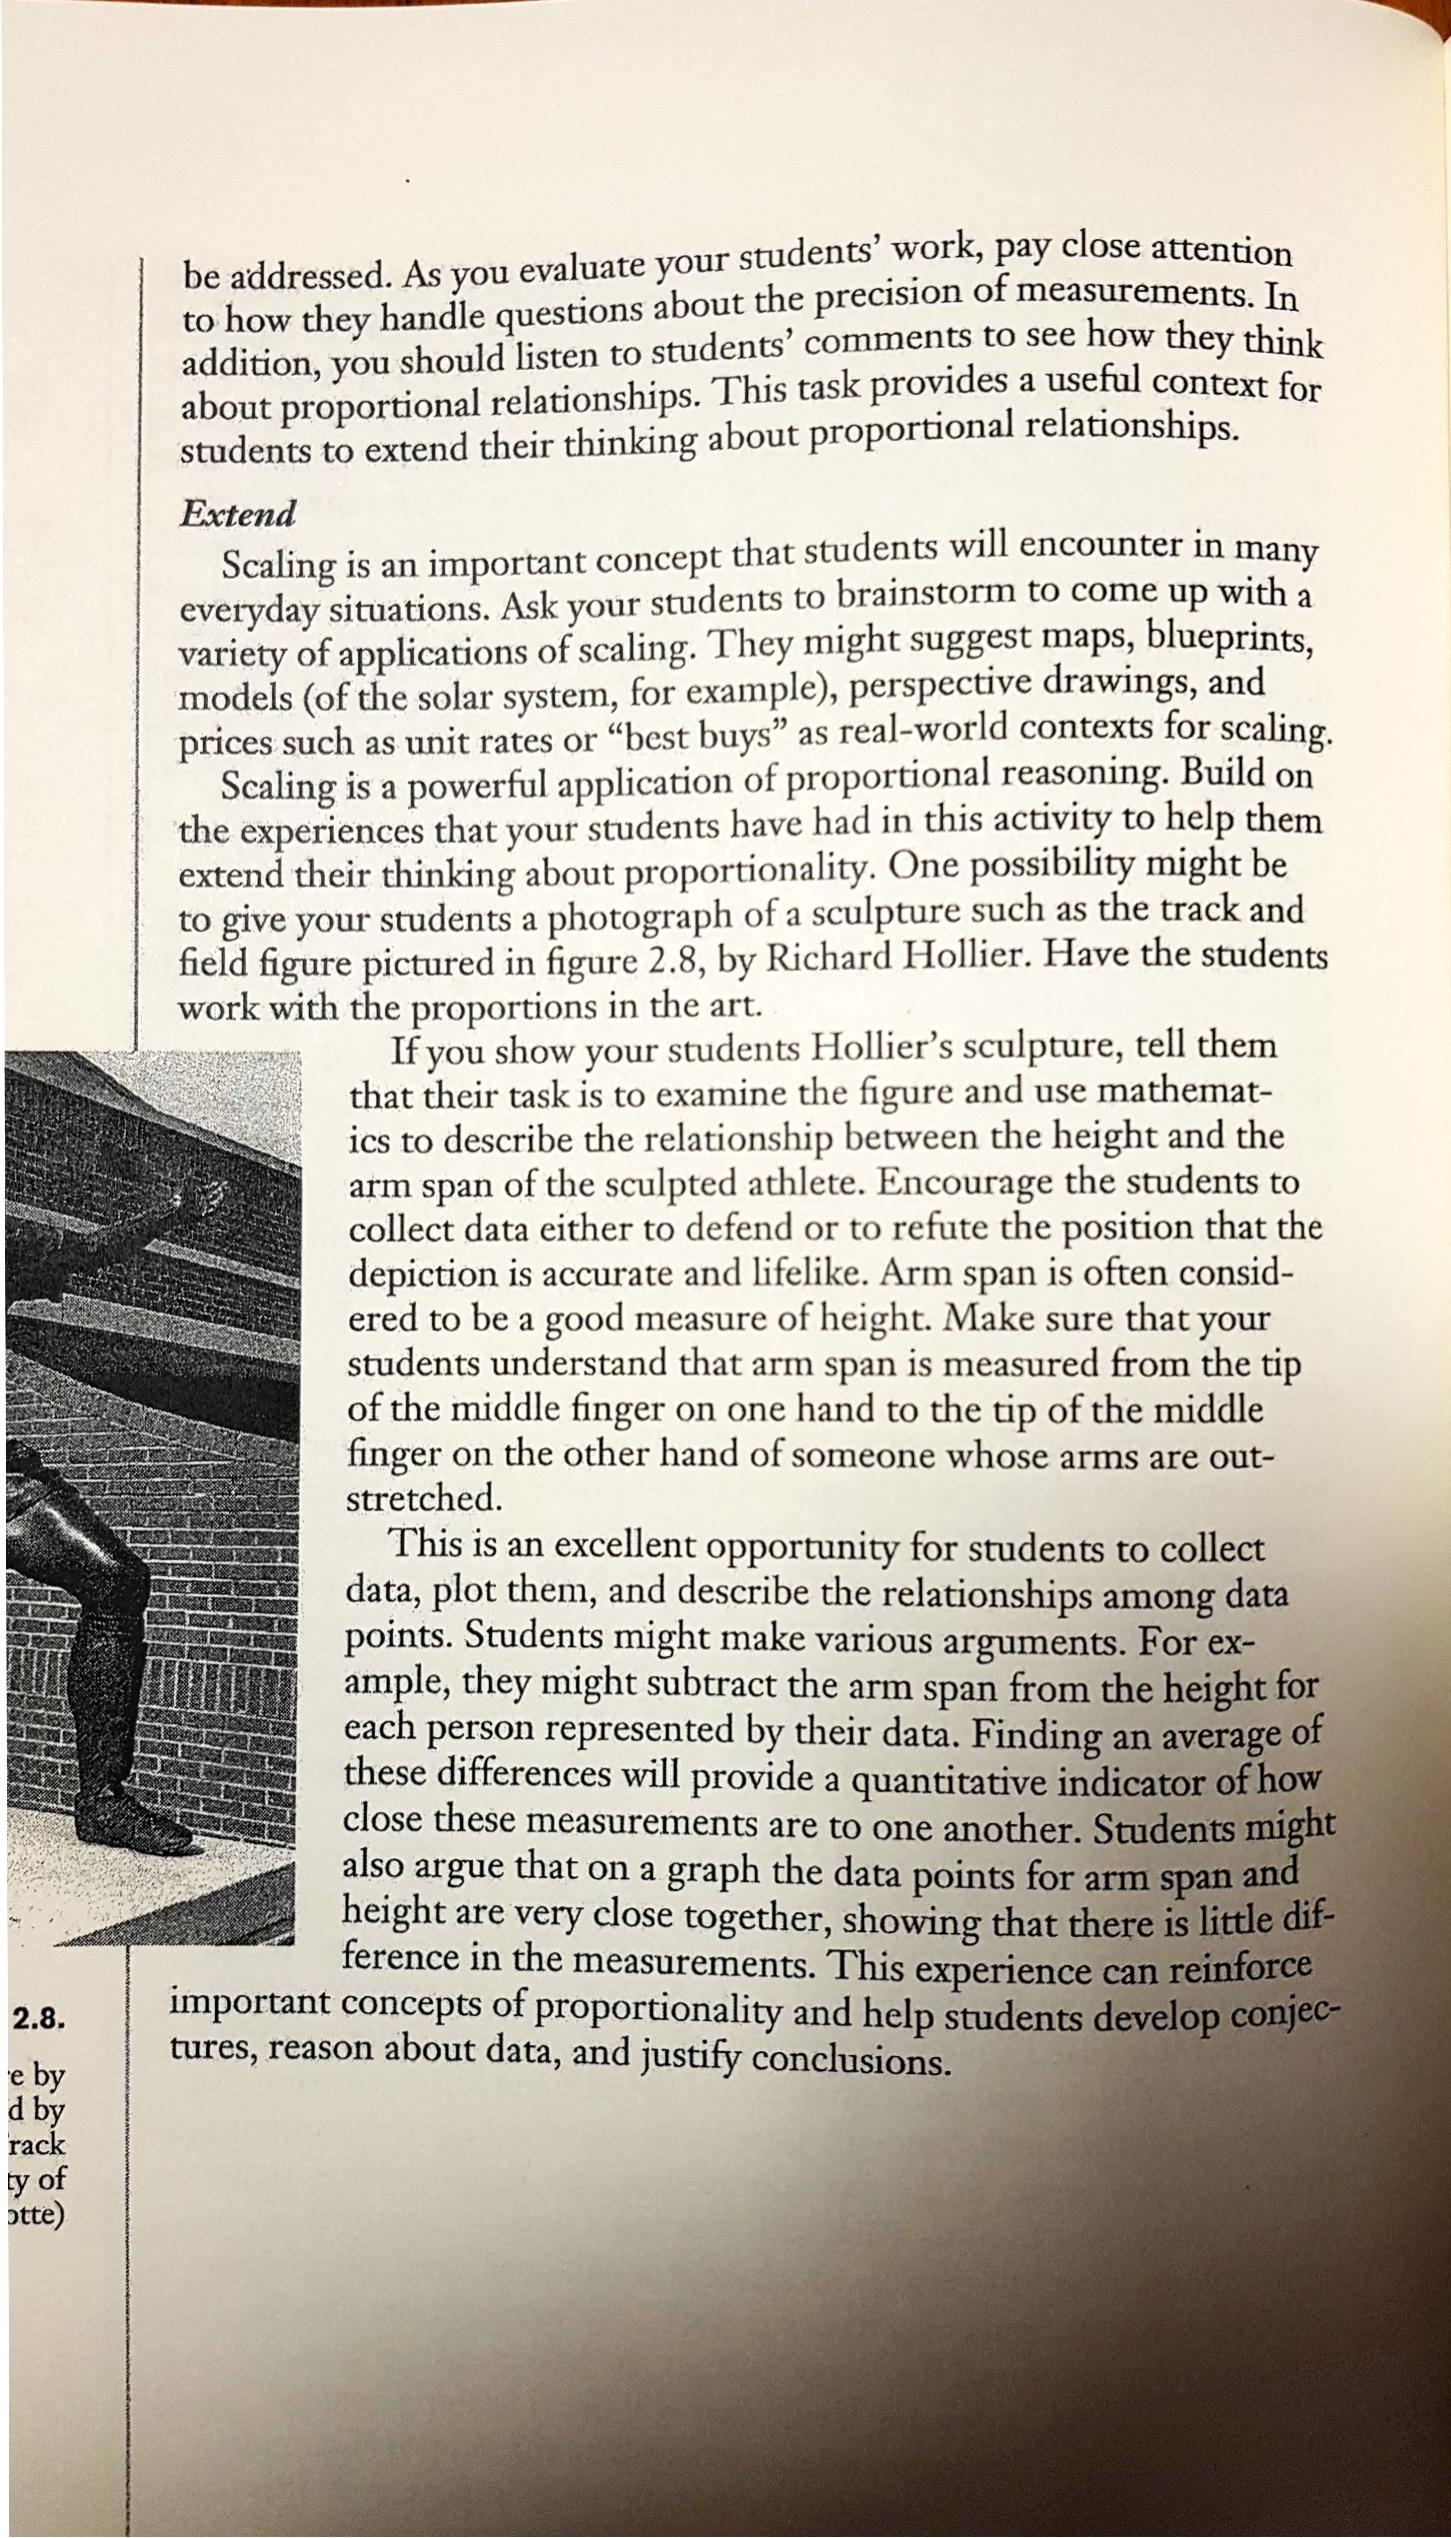 be addressed. As you evaluate your students' work, pay close attention
to how they handle questions about the precision of measurements. In
addition, you should listen to students' comments to see how they think
about proportional relationships. This task provides a useful context for
students to extend their thinking about proportional relationships.
Extend
Scaling is an important concept that students will encounter in many
everyday situations. Ask your students to brainstorm to come up with a
variety of applications of scaling. They might suggest maps, blueprints,
models (of the solar system, for example), perspective drawings, and
prices such as unit rates or “best buys” as real-world contexts for scaling.
Scaling is a powerful application of proportional reasoning. Build on
the experiences that your students have had in this activity to help them
extend their thinking about proportionality. One possibility might be
to give your students a photograph of a sculpture such as the track and
field figure pictured in figure 2.8, by Richard Hollier. Have the students
work with the proportions in the art.
If you show your students Hollier's sculpture, tell them
that their task is to examine the figure and use mathemat-
ics to describe the relationship between the height and the
arm span of the sculpted athlete. Encourage the students to
collect data either to defend or to refute the position that the
depiction is accurate and lifelike. Arm span is often consid-
ered to be a good measure of height. Make sure that your
students understand that arm span is measured from the tip
of the middle finger on one hand to the tip of the middle
finger on the other hand of someone whose arms are out-
stretched.
This is an excellent opportunity for students to collect
data, plot them, and describe the relationships among data
points. Students might make various arguments. For ex-
ample, they might subtract the arm span from the height for
each person represented by their data. Finding an average of
these differences will provide a quantitative indicator of how
close these measurements are to one another. Students might
also argue that on a graph the data points for arm span and
height are very close together, showing that there is little dif-
ference in the measurements. This experience can reinforce
important concepts of proportionality and help students develop conjec-
tures, reason about data, and justify conclusions.
2.8.
e by
d by
rack
ty of
otte)